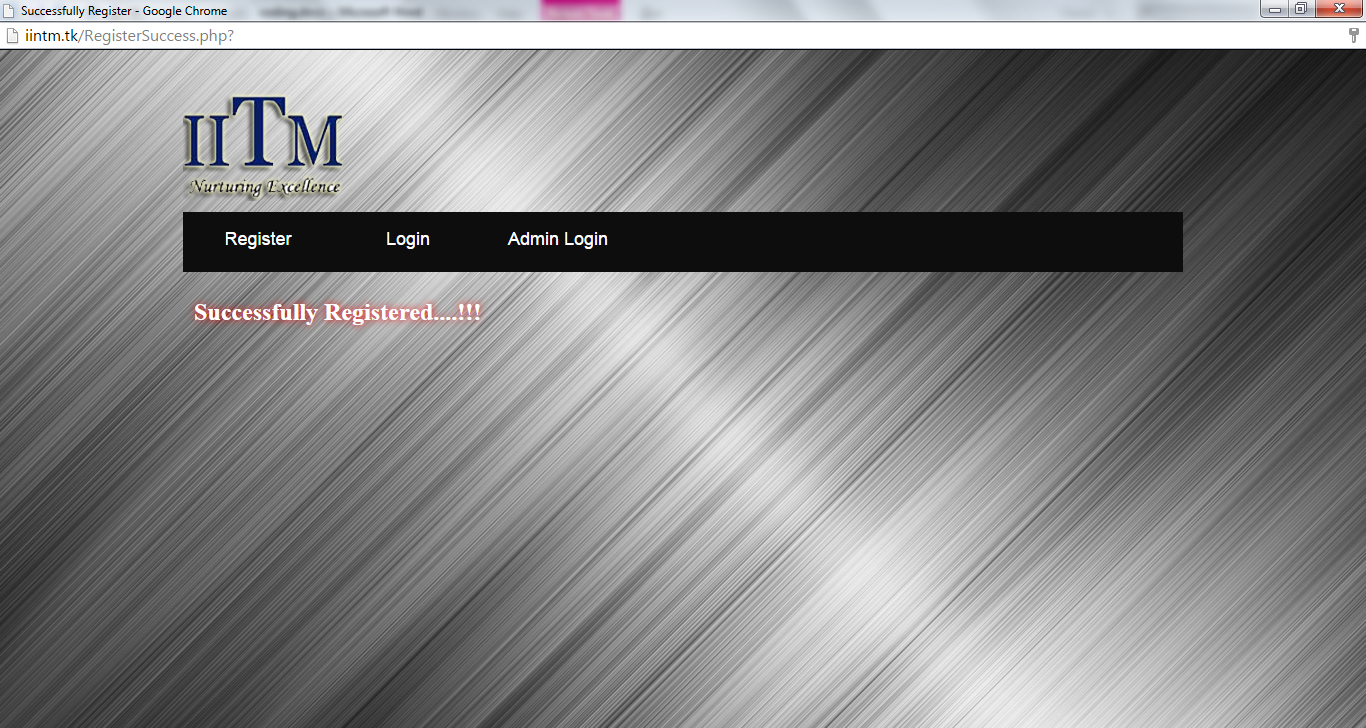 Successfully Register - Google Chrome
iintm.tk/RegisterSuccess.php?
IITM
Nurturing Excellence
Register Login Admin Login
Successfully Registered....!!!